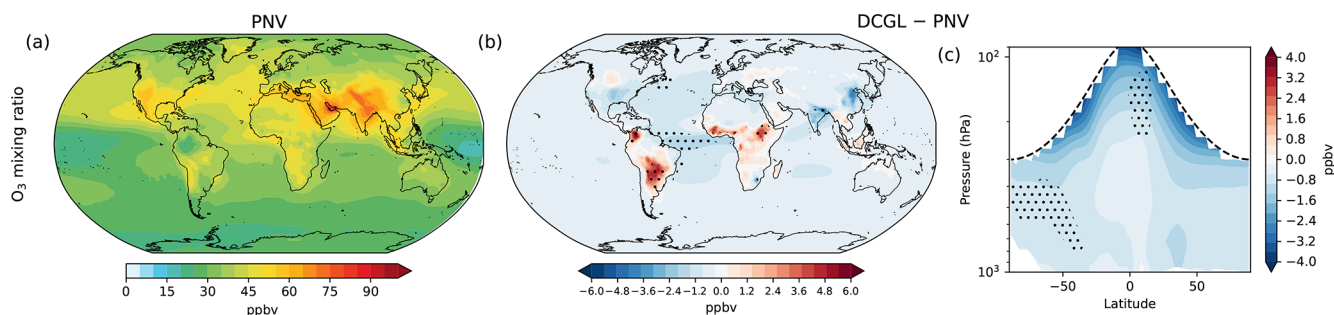 PNV
DCGL − PNV
(a)
(b)
(c)
O₃ mixing ratio
0 15 30 45 60 75 90
ppbv
−6.0 −4.8 −3.6 −2.4 −1.2 0.0 1.2 2.4 3.6 4.8 6.0
ppbv
10²
10³
Pressure (hPa)
−50 0 50
Latitude
4.0
3.2
2.4
1.6
0.8
0.0
−0.8
−1.6
−2.4
−3.2
−4.0
ppbv